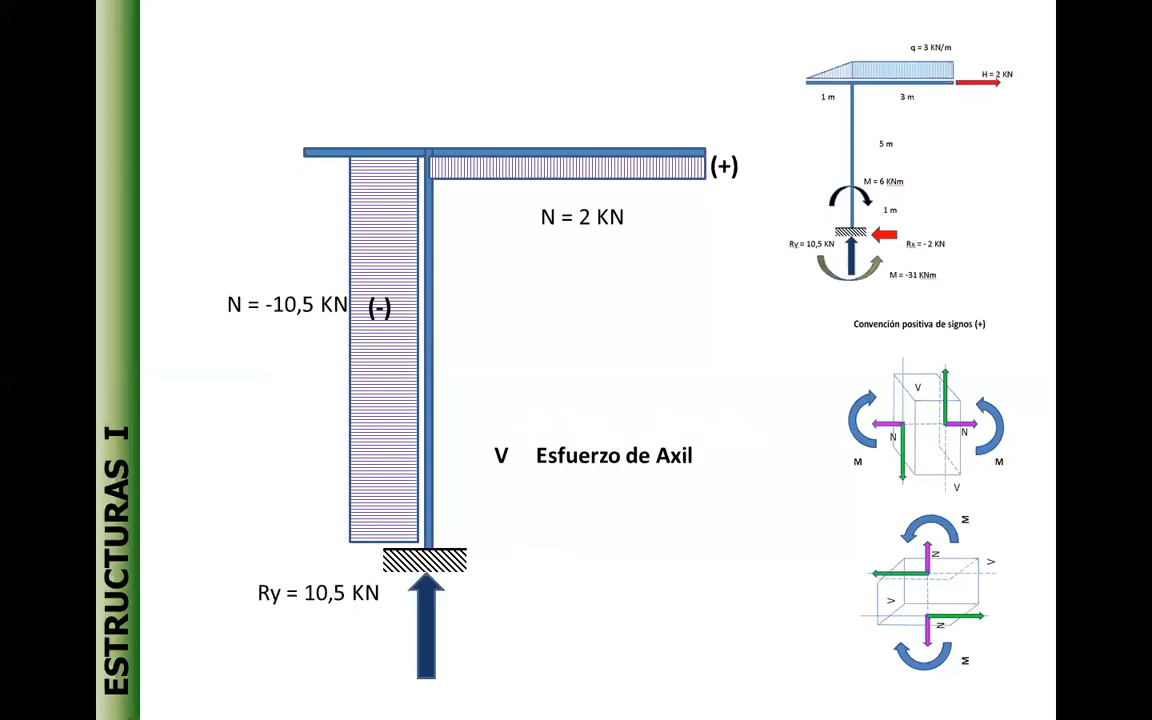 ESTRUCTURAS I
(+)
N = 2 KN
N = -10,5 KN
(-)
V Esfuerzo de Axil
Ry = 10,5 KN
q = 3 KN/m
H = 2 KN
1 m
3 m
5 m
M = 6 KNm
1 m
Ry = 10,5 KN
Rx = - 2 KN
M = -31 KNm
Convención positiva de signos (+)
V
N
N
M
M
V
M
N
V
V
N
M